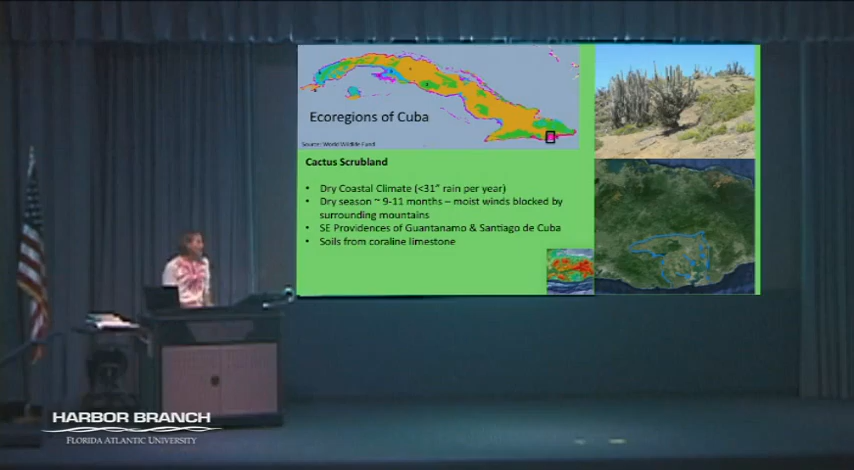 Ecoregions of Cuba
Source: World Wildlife Fund
Cactus Scrubland
• Dry Coastal Climate (<31" rain per year)
• Dry season ~ 9-11 months – moist winds blocked by
surrounding mountains
• SE Providences of Guantanamo & Santiago de Cuba
• Soils from coraline limestone
HARBOR BRANCH
FLORIDA ATLANTIC UNIVERSITY